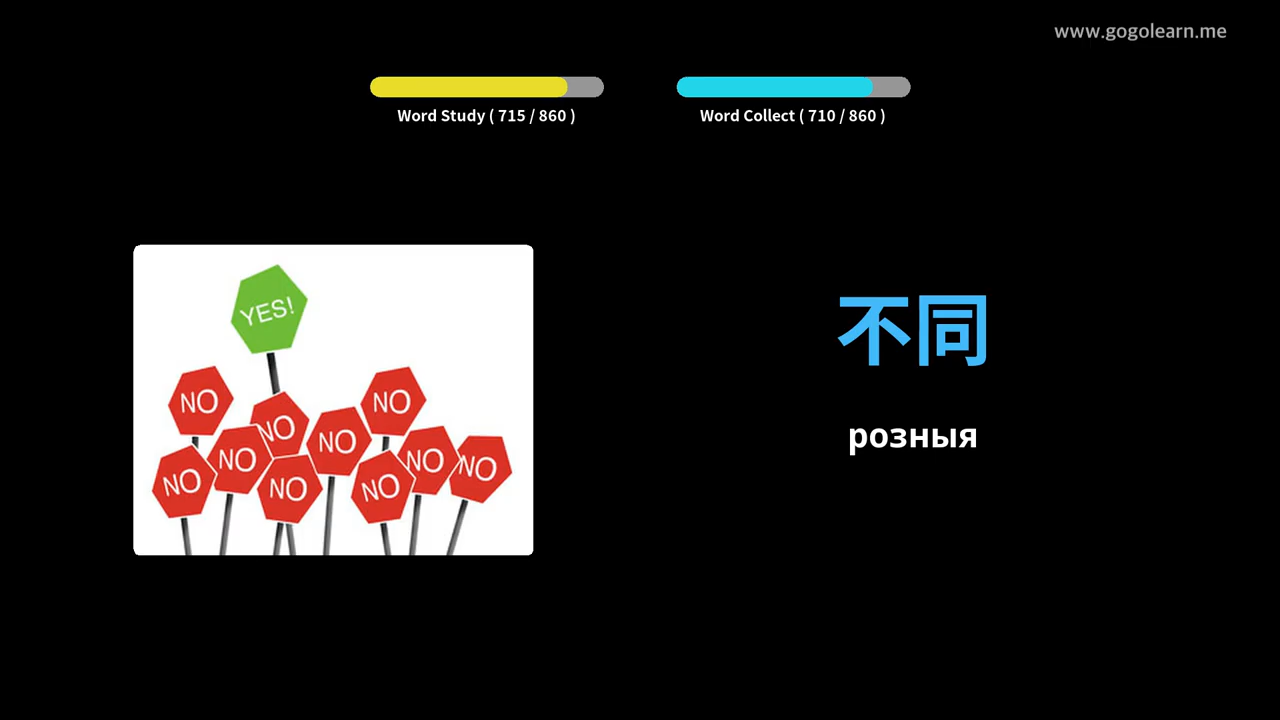 www.gogolearn.me
Word Study ( 715 / 860 )
Word Collect ( 710 / 860 )
YES!
NO
NO
NO
NO
NO
NO
NO
NO
NO
NO
不同
розныя